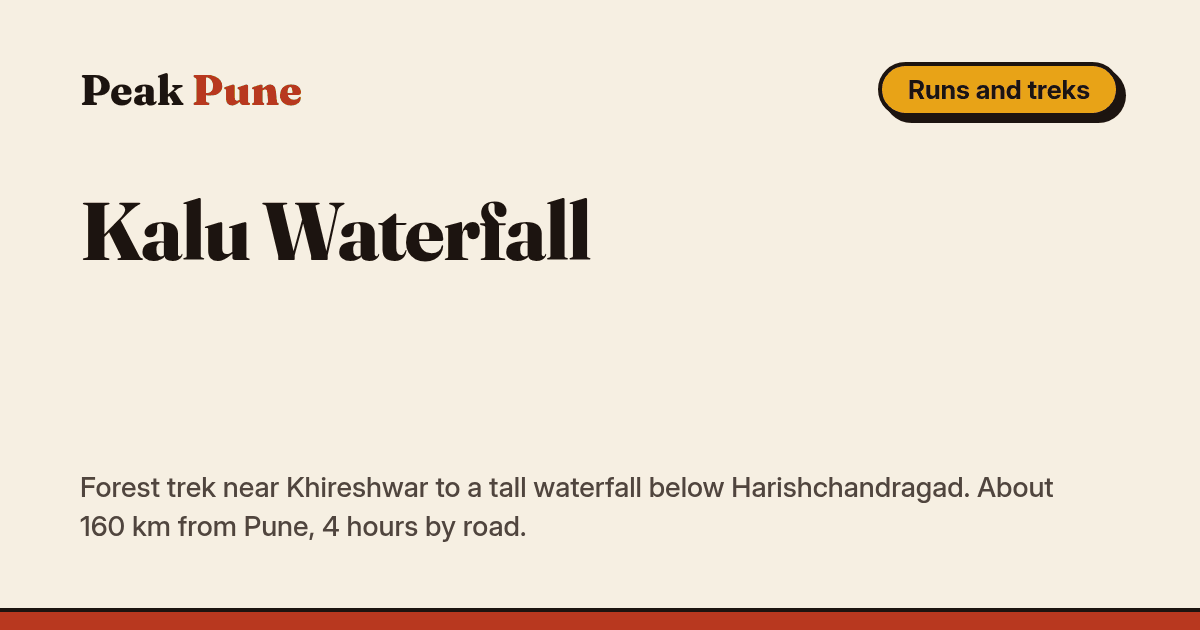 Peak Pune
Runs and treks
Kalu Waterfall
Forest trek near Khireshwar to a tall waterfall below Harishchandragad. About
160 km from Pune, 4 hours by road.